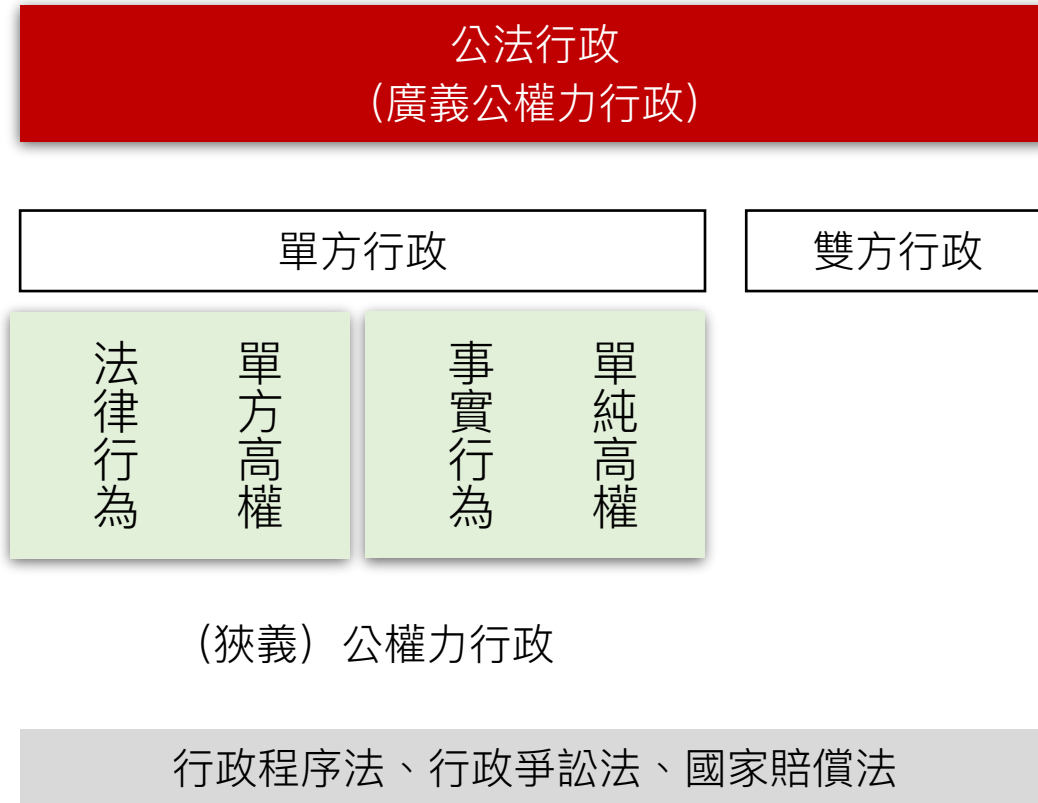 公法行政
（廣義公權力行政）
單方行政
雙方行政
單方高權
法律行為
單純高權
事實行為
（狹義）公權力行政
行政程序法、行政爭訟法、國家賠償法